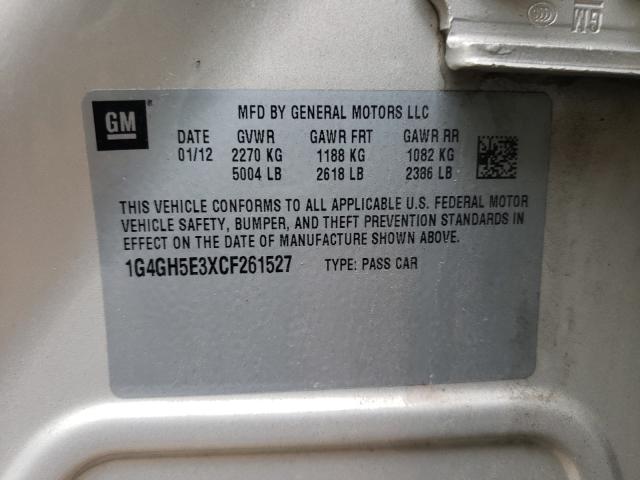 GM
GM
MFD BY GENERAL MOTORS LLC
DATE GVWR GAWR FRT GAWR RR
01/12 2270 KG 1188 KG 1082 KG
5004 LB 2618 LB 2386 LB
THIS VEHICLE CONFORMS TO ALL APPLICABLE U.S. FEDERAL MOTOR
VEHICLE SAFETY, BUMPER, AND THEFT PREVENTION STANDARDS IN
EFFECT ON THE DATE OF MANUFACTURE SHOWN ABOVE.
1G4GH5E3XCF261527 TYPE: PASS CAR